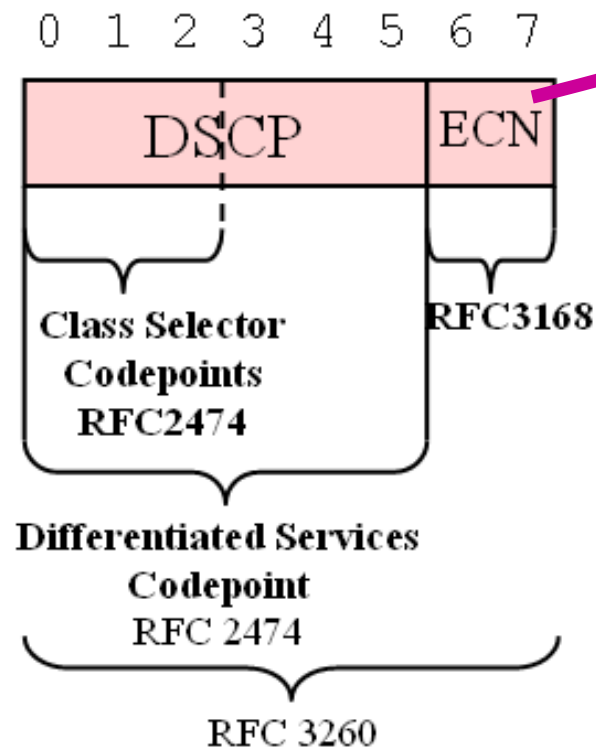 0 1 2 3 4 5 6 7
DSCP ECN
Class Selector
Codepoints
RFC2474
RFC3168
Differentiated Services
Codepoint
RFC 2474
RFC 3260